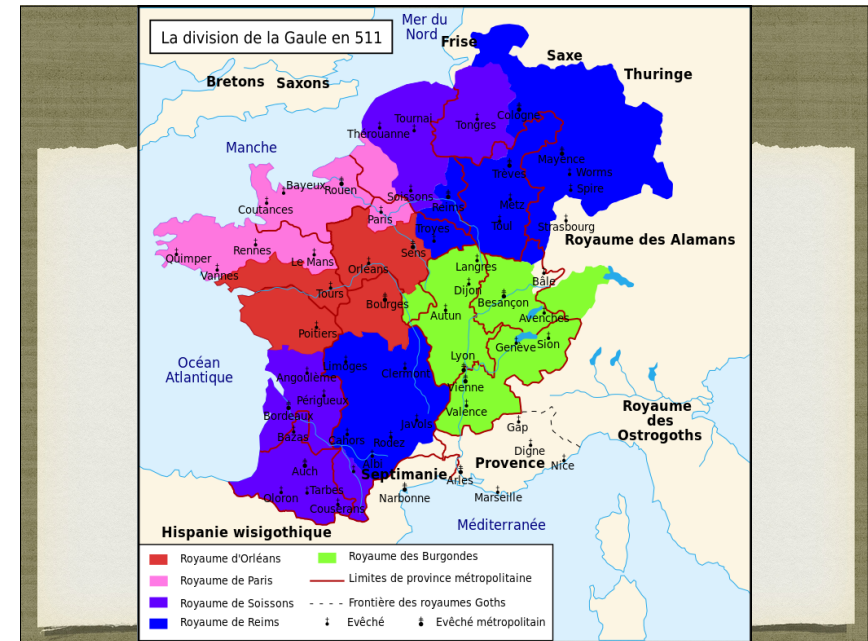 La division de la Gaule en 511
Mer du
Nord
Frise
Saxe
Thuringe
Bretons
Saxons
Tournai
Thérouanne
Tongres
Cologne
Manche
Mayence
Worms
Trèves
Spire
Bayeux
Rouen
Soissons
Reims
Metz
Coutances
Paris
Toul
Strasbourg
Troyes
Royaume des Alamans
Rennes
Sens
Quimper
Le Mans
Orléans
Langres
Vannes
Bâle
Tours
Dijon
Bourges
Besançon
Autun
Avenches
Poitiers
Genève
Sion
Océan
Atlantique
Lyon
Limoges
Clermont
Angoulême
Vienne
Périgueux
Valence
Bordeaux
Royaume
des
Ostrogoths
Javols
Gap
Bazas
Cahors
Rodez
Digne
Albi
Provence
Nice
Auch
Septimanie
Arles
Tarbes
Oloron
Narbonne
Marseille
Couserans
Méditerranée
Hispanie wisigothique
Royaume d'Orléans
Royaume de Paris
Royaume de Soissons
Royaume de Reims
Royaume des Burgondes
Limites de province métropolitaine
Frontière des royaumes Goths
Evêché
Evêché métropolitain